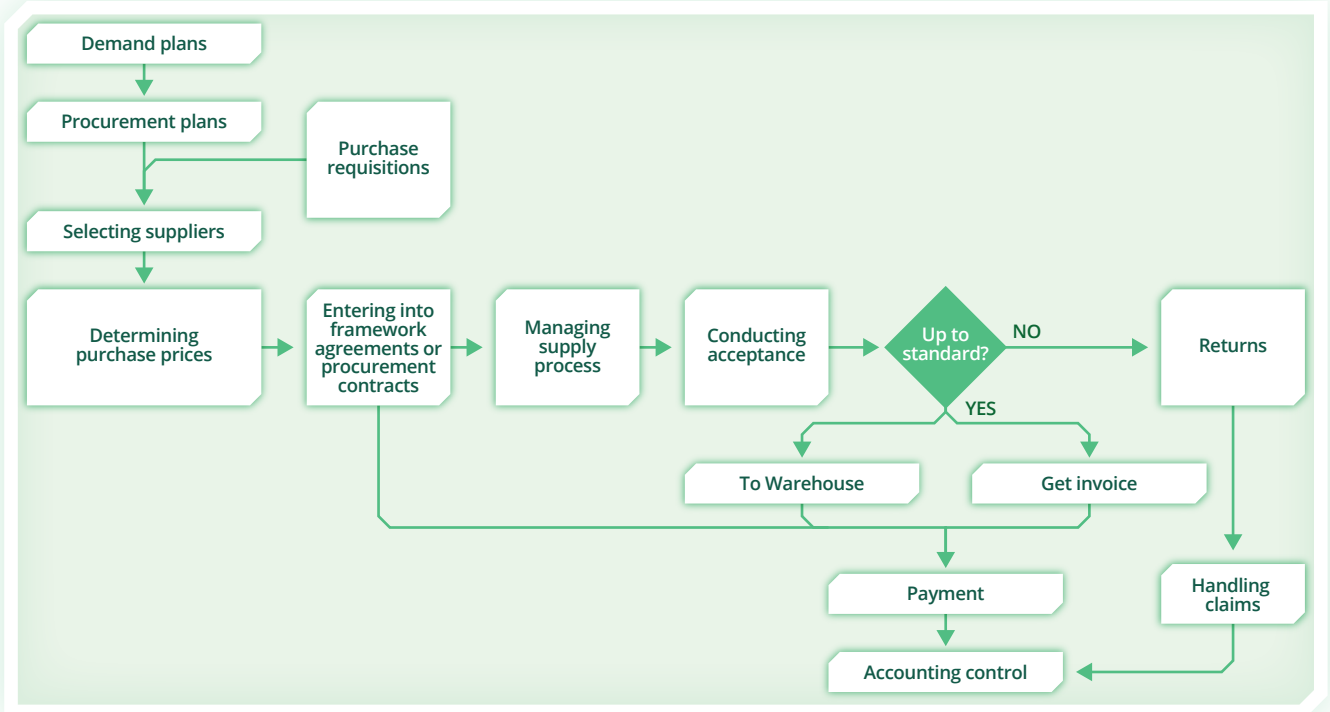 Demand plans
Procurement plans
Purchase
requisitions
Selecting suppliers
Determining
purchase prices
Entering into
framework
agreements or
procurement
contracts
Managing
supply
process
Conducting
acceptance
Up to
standard?
NO
Returns
YES
To Warehouse
Get invoice
Payment
Handling
claims
Accounting control